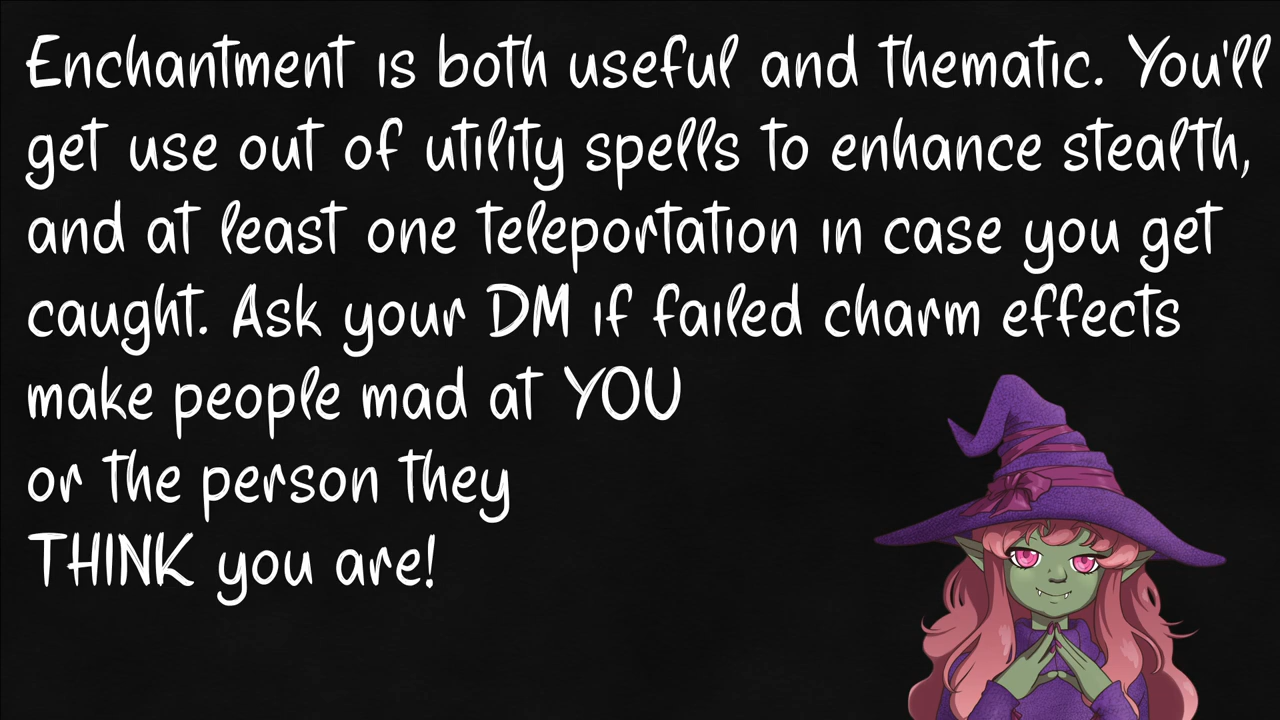 Enchantment is both useful and thematic. You'll
get use out of utility spells to enhance stealth,
and at least one teleportation in case you get
caught. Ask your DM if failed charm effects
make people mad at YOU
or the person they
THINK you are!